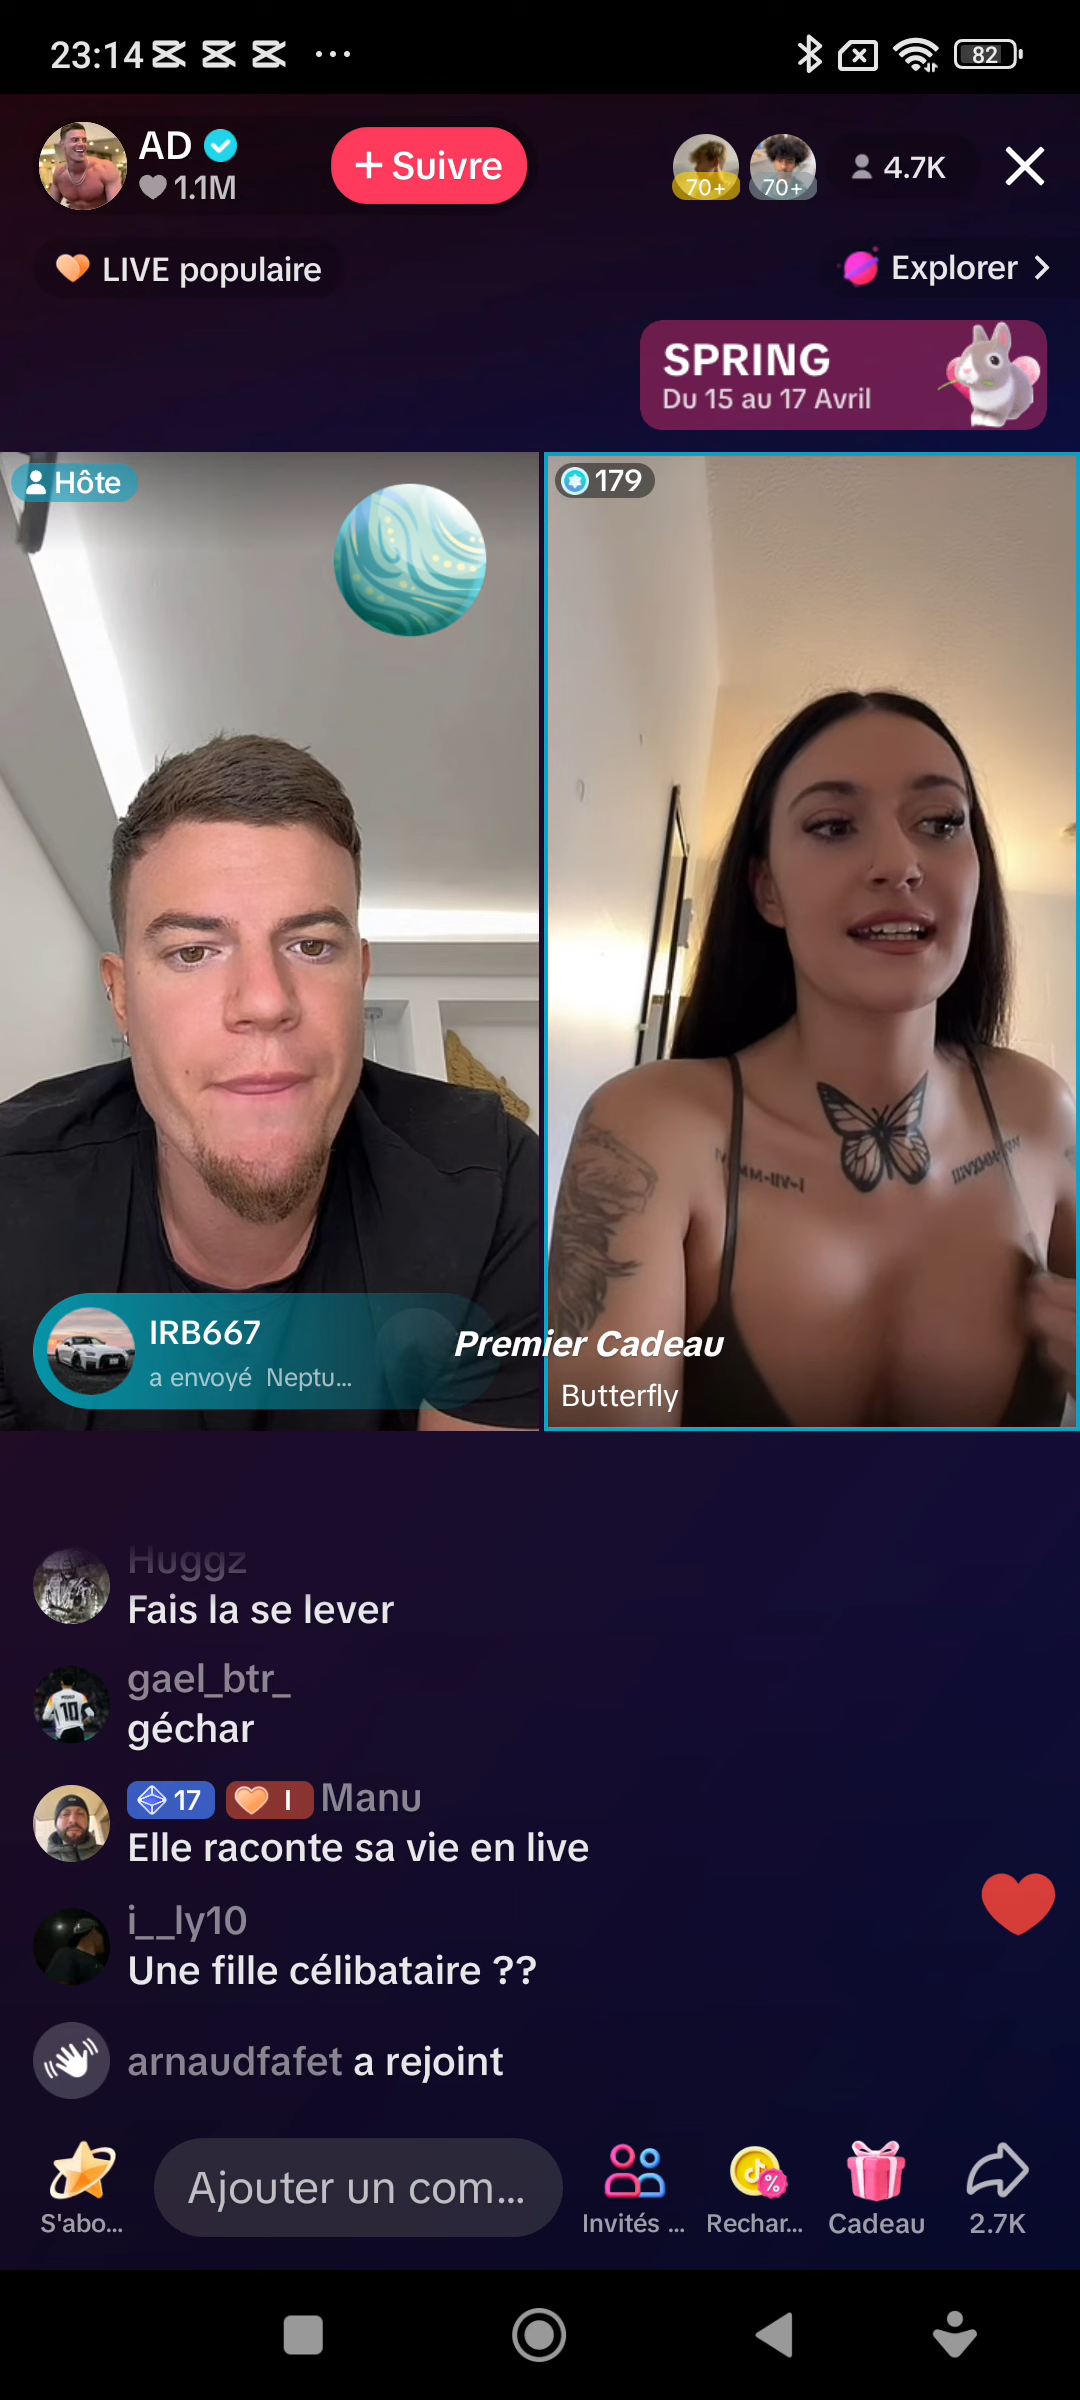 23:14
82
AD
1.1M
+ Suivre
70+
70+
4.7K
LIVE populaire
Explorer
SPRING
Du 15 au 17 Avril
Hôte
179
IRB667
a envoyé Neptu...
Premier Cadeau
Butterfly
Huggz
Fais la se lever
gael_btr_
géchar
17
I
Manu
Elle raconte sa vie en live
i__ly10
Une fille célibataire ??
arnaudfafet a rejoint
Ajouter un com...
S'abo...
Invités ...
Rechar...
Cadeau
2.7K